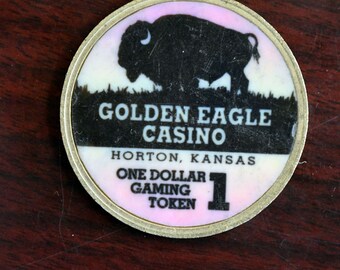 GOLDEN EAGLE
CASINO
HORTON, KANSAS
ONE DOLLAR
GAMING
TOKEN
1